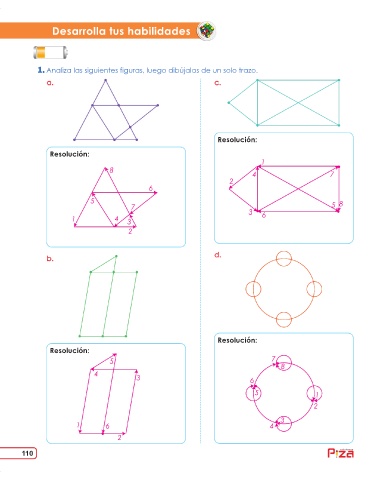 Desarrolla tus habilidades
1. Analiza las siguientes figuras, luego dibújalas de un solo trazo.
a.
c.
Resolución:
8
6
5
7
1
4
3
2
Resolución:
1
4
7
2
5
8
3
6
b.
d.
Resolución:
5
4
3
1
6
2
Resolución:
7
8
6
5
1
2
3
4
110
Pizza